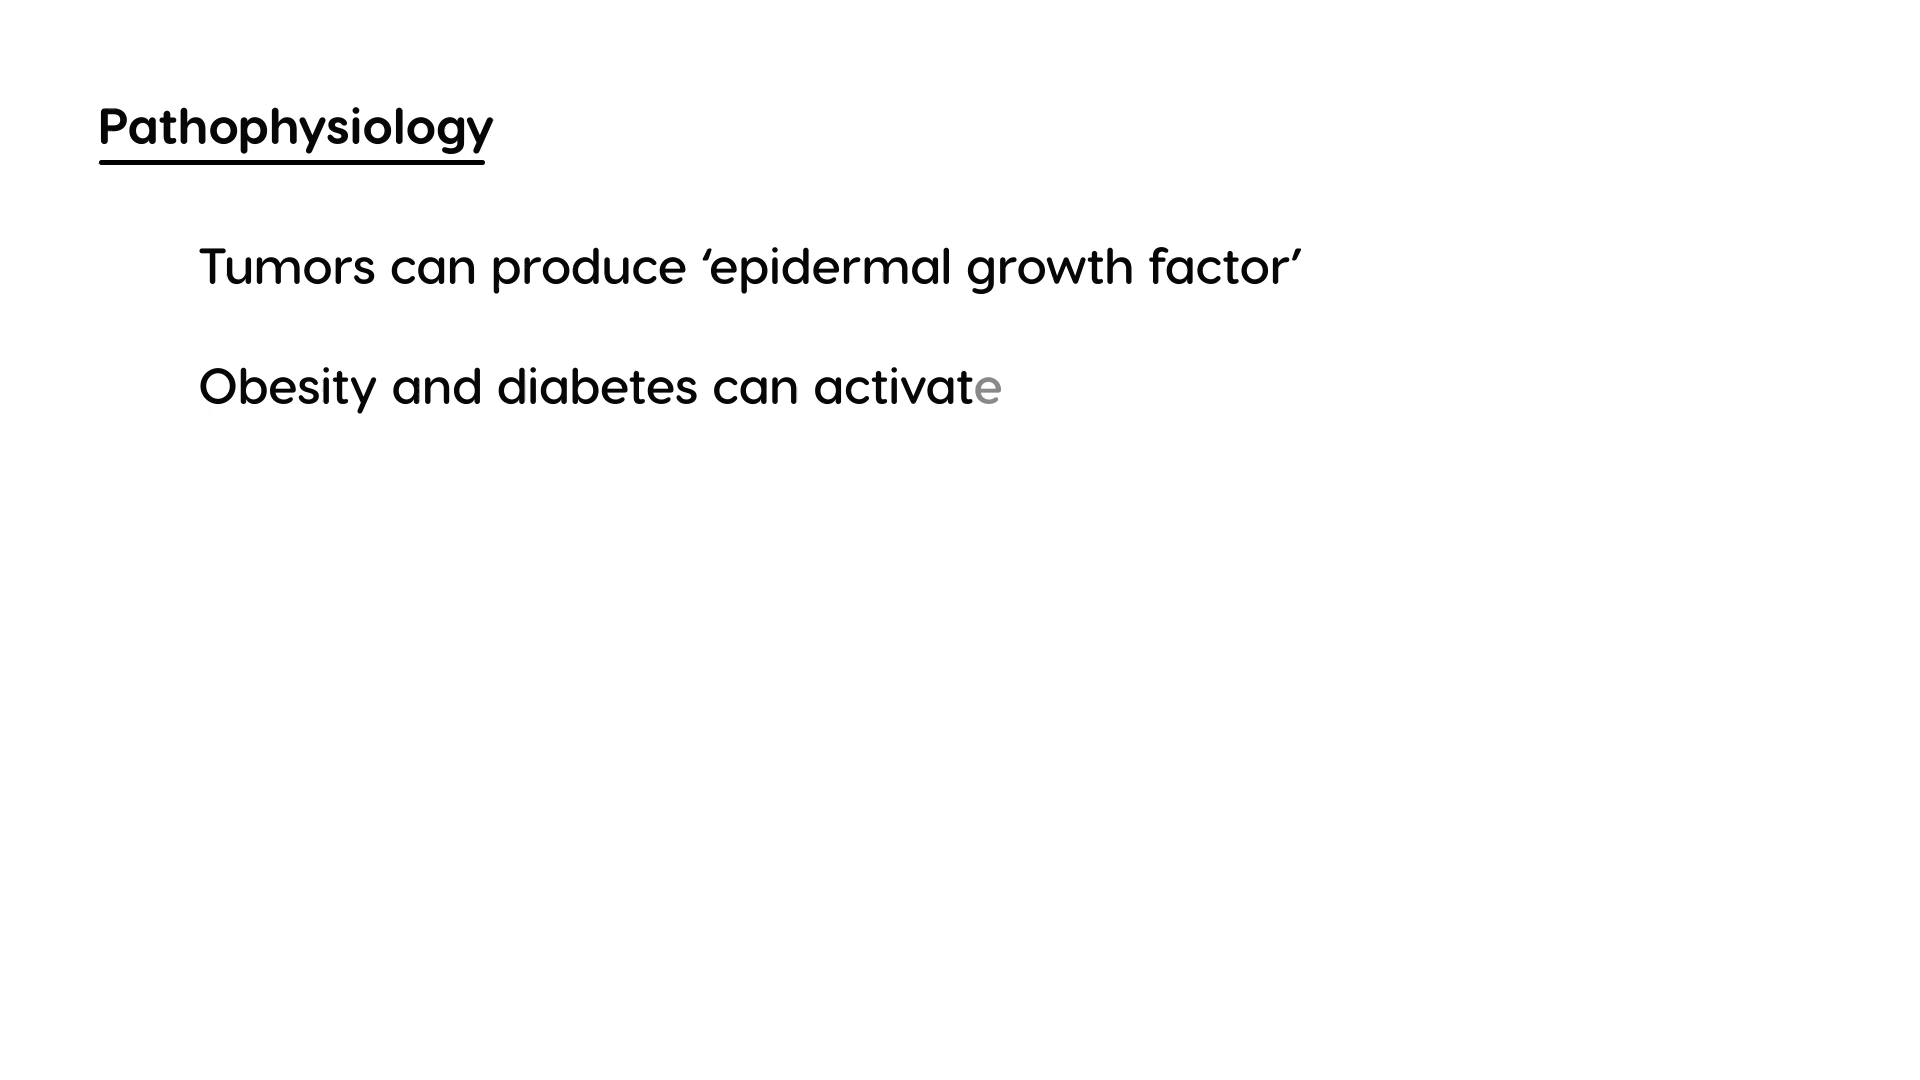 Pathophysiology
Tumors can produce ‘epidermal growth factor’
Obesity and diabetes can activate